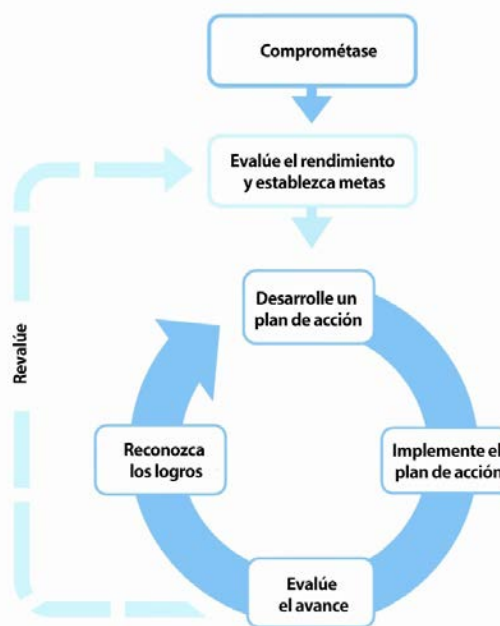 Comprométase
Evalúe el rendimiento
y establezca metas
Desarrolle un
plan de acción
Revalúe
Reconozca
los logros
Implemente el
plan de acción
Evalúe
el avance